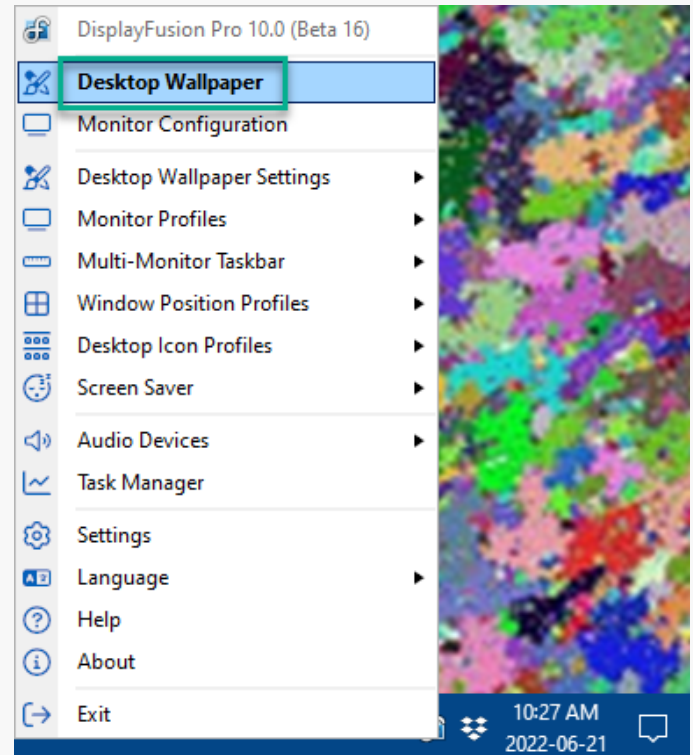 DisplayFusion Pro 10.0 (Beta 16)
Desktop Wallpaper
Monitor Configuration
Desktop Wallpaper Settings
Monitor Profiles
Multi-Monitor Taskbar
Window Position Profiles
Desktop Icon Profiles
Screen Saver
Audio Devices
Task Manager
Settings
Language
Help
About
Exit
10:27 AM
2022-06-21